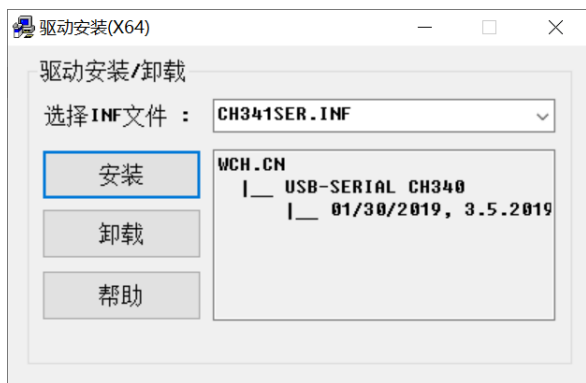 驱动安装(X64)
驱动安装/卸载
选择INF文件 : CH341SER.INF
安装
卸载
帮助
WCH.CN
|__ USB-SERIAL CH340
|__ 01/30/2019, 3.5.2019